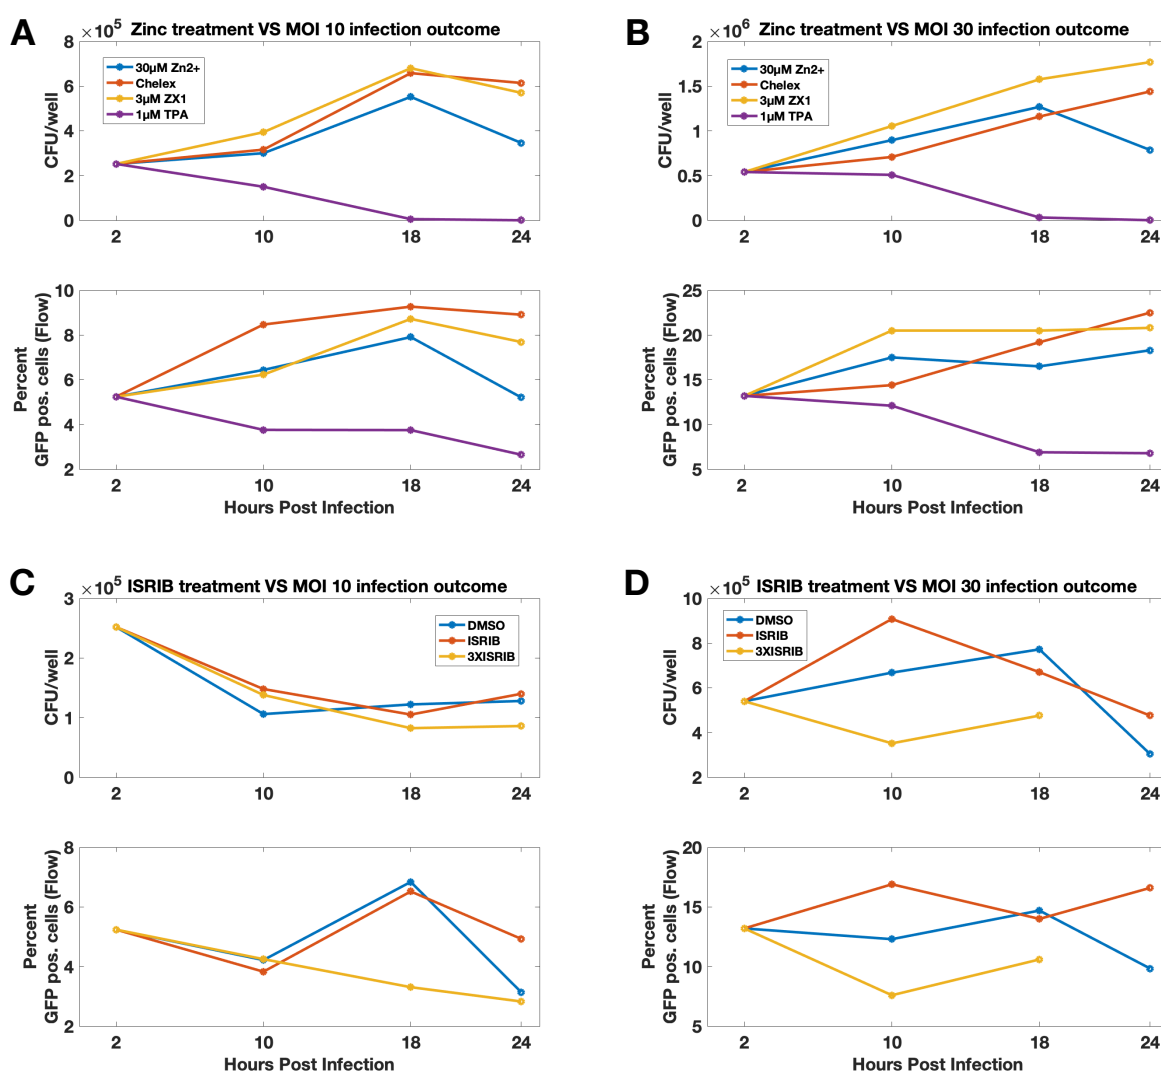 A
Zinc treatment VS MOI 10 infection outcome
×10^5
8
6
4
2
0
CFU/well
30μM Zn2+
Chelex
3μM ZX1
1μM TPA
2 10 18 24
10
8
6
4
2
Percent
GFP pos. cells (Flow)
2 10 18 24
Hours Post Infection
B
Zinc treatment VS MOI 30 infection outcome
×10^6
2
1.5
1
0.5
0
CFU/well
30μM Zn2+
Chelex
3μM ZX1
1μM TPA
2 10 18 24
25
20
15
10
5
Percent
GFP pos. cells (Flow)
2 10 18 24
Hours Post Infection
C
ISRIB treatment VS MOI 10 infection outcome
×10^5
3
2
1
0
CFU/well
DMSO
ISRIB
3XISRIB
2 10 18 24
8
6
4
2
Percent
GFP pos. cells (Flow)
2 10 18 24
Hours Post Infection
D
ISRIB treatment VS MOI 30 infection outcome
×10^5
10
8
6
4
2
CFU/well
DMSO
ISRIB
3XISRIB
2 10 18 24
20
15
10
5
Percent
GFP pos. cells (Flow)
2 10 18 24
Hours Post Infection